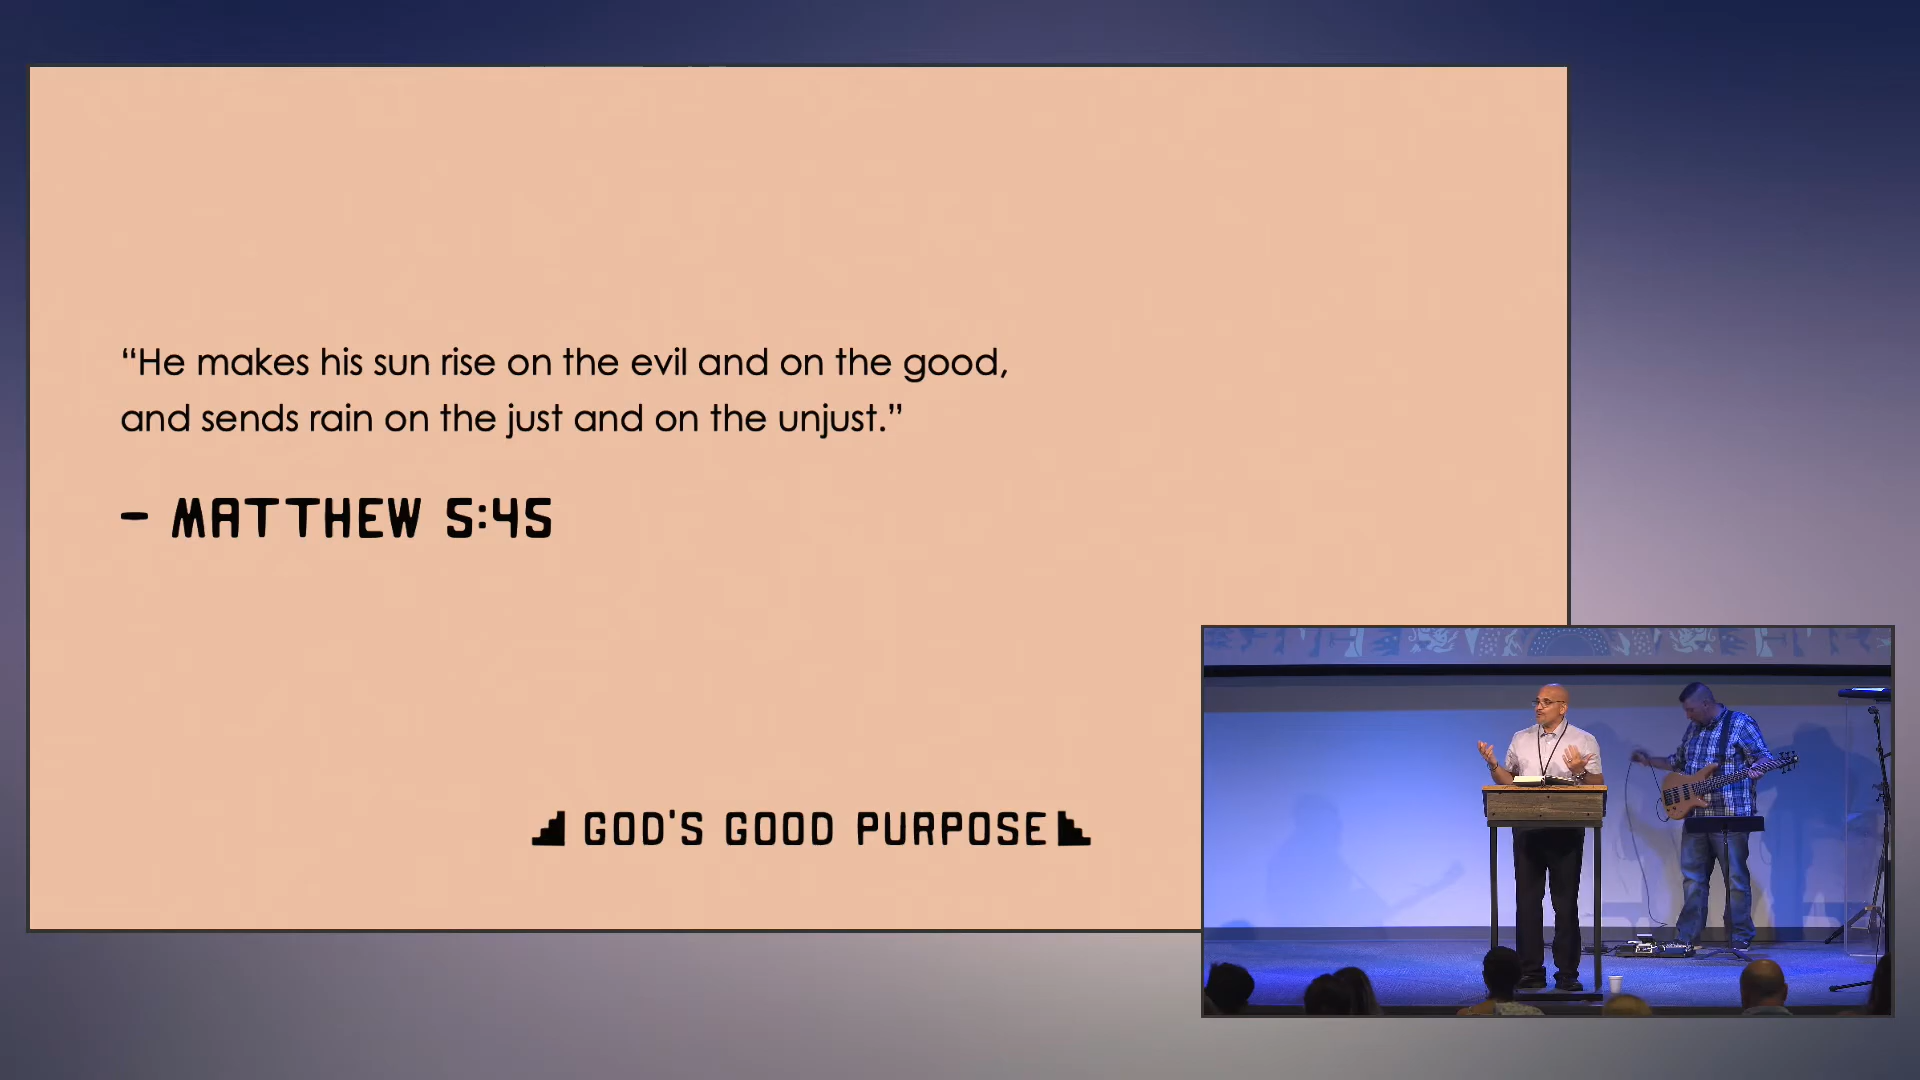 “He makes his sun rise on the evil and on the good,
and sends rain on the just and on the unjust.”
– MATTHEW 5:45
GOD'S GOOD PURPOSE